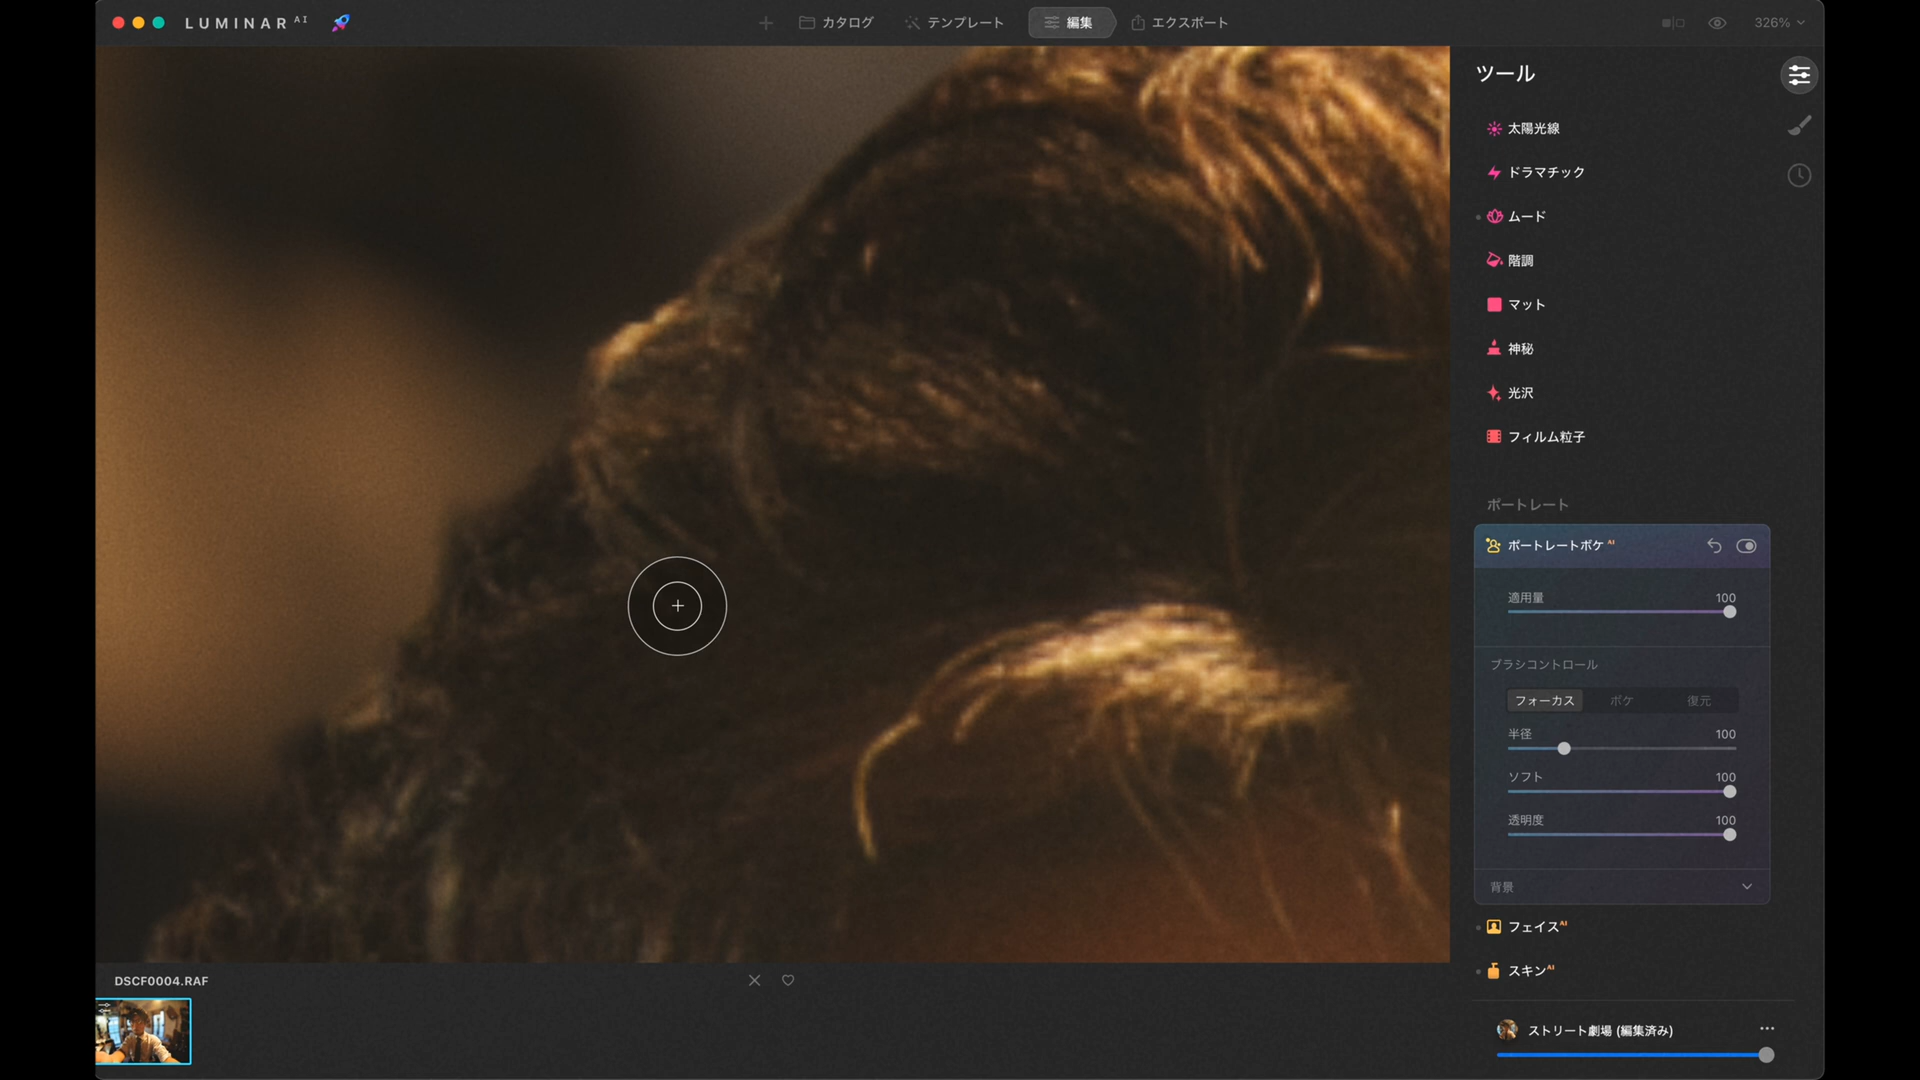 LUMINAR AI
カタログ
テンプレート
編集
エクスポート
326%
ツール
太陽光線
ドラマチック
ムード
階調
マット
神秘
光沢
フィルム粒子
ポートレート
ポートレートボケ AI
適用量 100
ブラシコントロール
フォーカス ボケ 復元
半径 100
ソフト 100
透明度 100
背景
フェイス AI
スキン AI
DSCF0004.RAF
ストリート劇場 (編集済み)